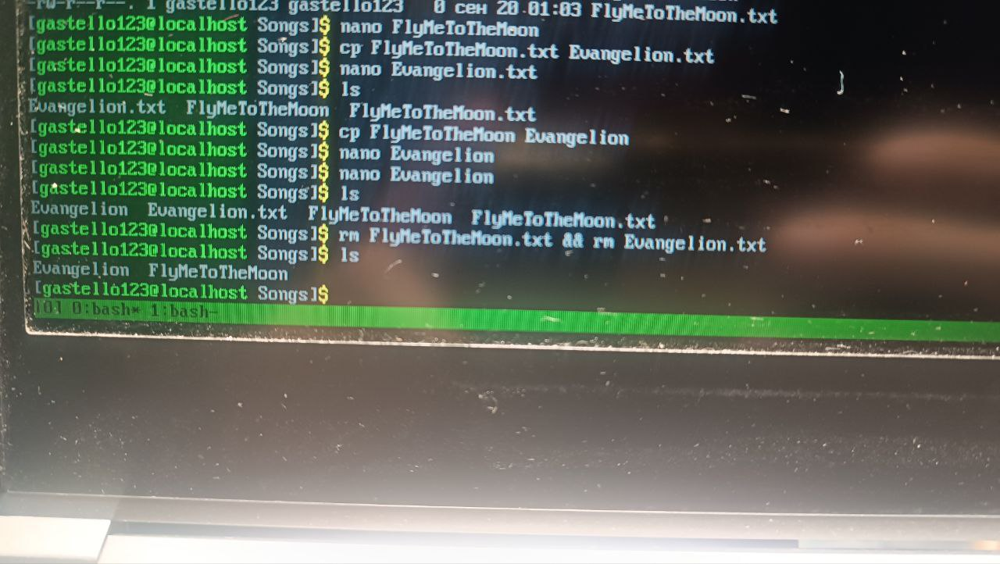 -rw-r--r--. 1 gastello123 gastello123 0 сен 20 01:03 FlyMeToTheMoon.txt
[gastello123@localhost Songs]$ nano FlyMeToTheMoon
[gastello123@localhost Songs]$ cp FlyMeToTheMoon.txt Evangelion.txt
[gastello123@localhost Songs]$ nano Evangelion.txt
[gastello123@localhost Songs]$ ls
Evangelion.txt FlyMeToTheMoon FlyMeToTheMoon.txt
[gastello123@localhost Songs]$ cp FlyMeToTheMoon Evangelion
[gastello123@localhost Songs]$ nano Evangelion
[gastello123@localhost Songs]$ nano Evangelion
[gastello123@localhost Songs]$ ls
Evangelion Evangelion.txt FlyMeToTheMoon FlyMeToTheMoon.txt
[gastello123@localhost Songs]$ rm FlyMeToTheMoon.txt && rm Evangelion.txt
[gastello123@localhost Songs]$ ls
Evangelion FlyMeToTheMoon
[gastello123@localhost Songs]$
[0] 0:bash* 1:bash-